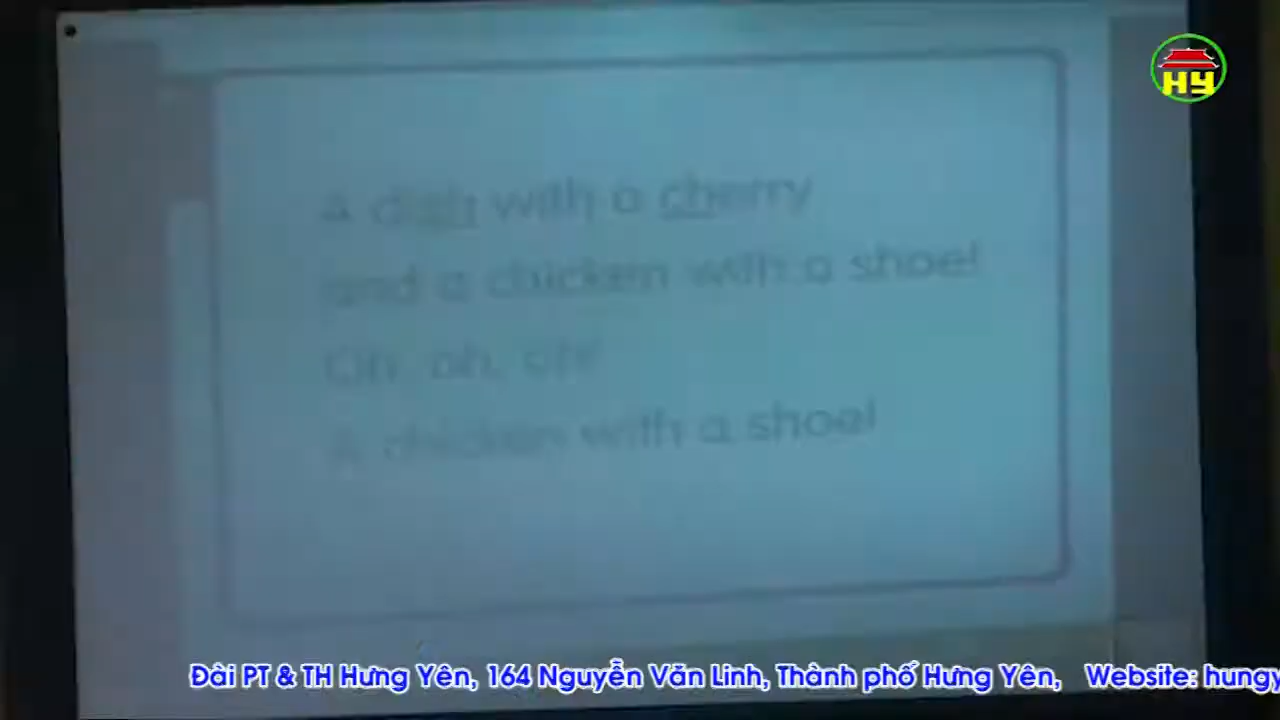 HY
A dish with a cherry
and a chicken with a shoe!
Oh, oh, oh!
A chicken with a shoe!
Đài PT & TH Hưng Yên, 164 Nguyễn Văn Linh, Thành phố Hưng Yên, Website: hungy